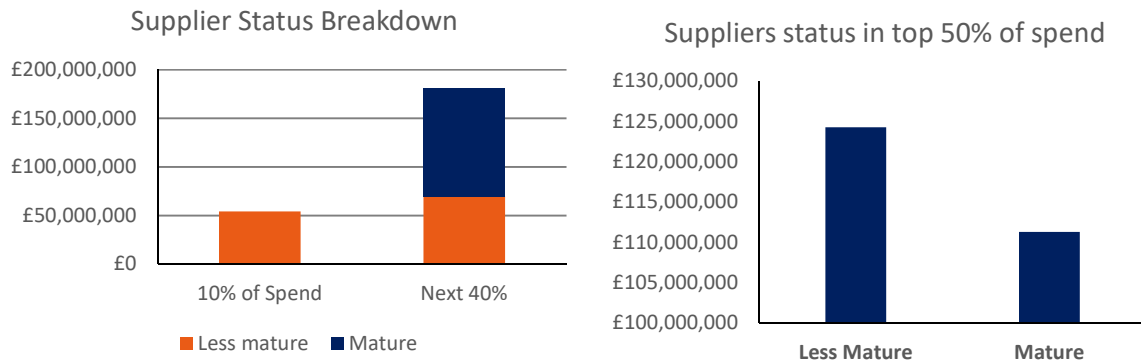 Supplier Status Breakdown
£200,000,000
£150,000,000
£100,000,000
£50,000,000
£0
10% of Spend Next 40%
Less mature Mature
Suppliers status in top 50% of spend
£130,000,000
£125,000,000
£120,000,000
£115,000,000
£110,000,000
£105,000,000
£100,000,000
Less Mature Mature